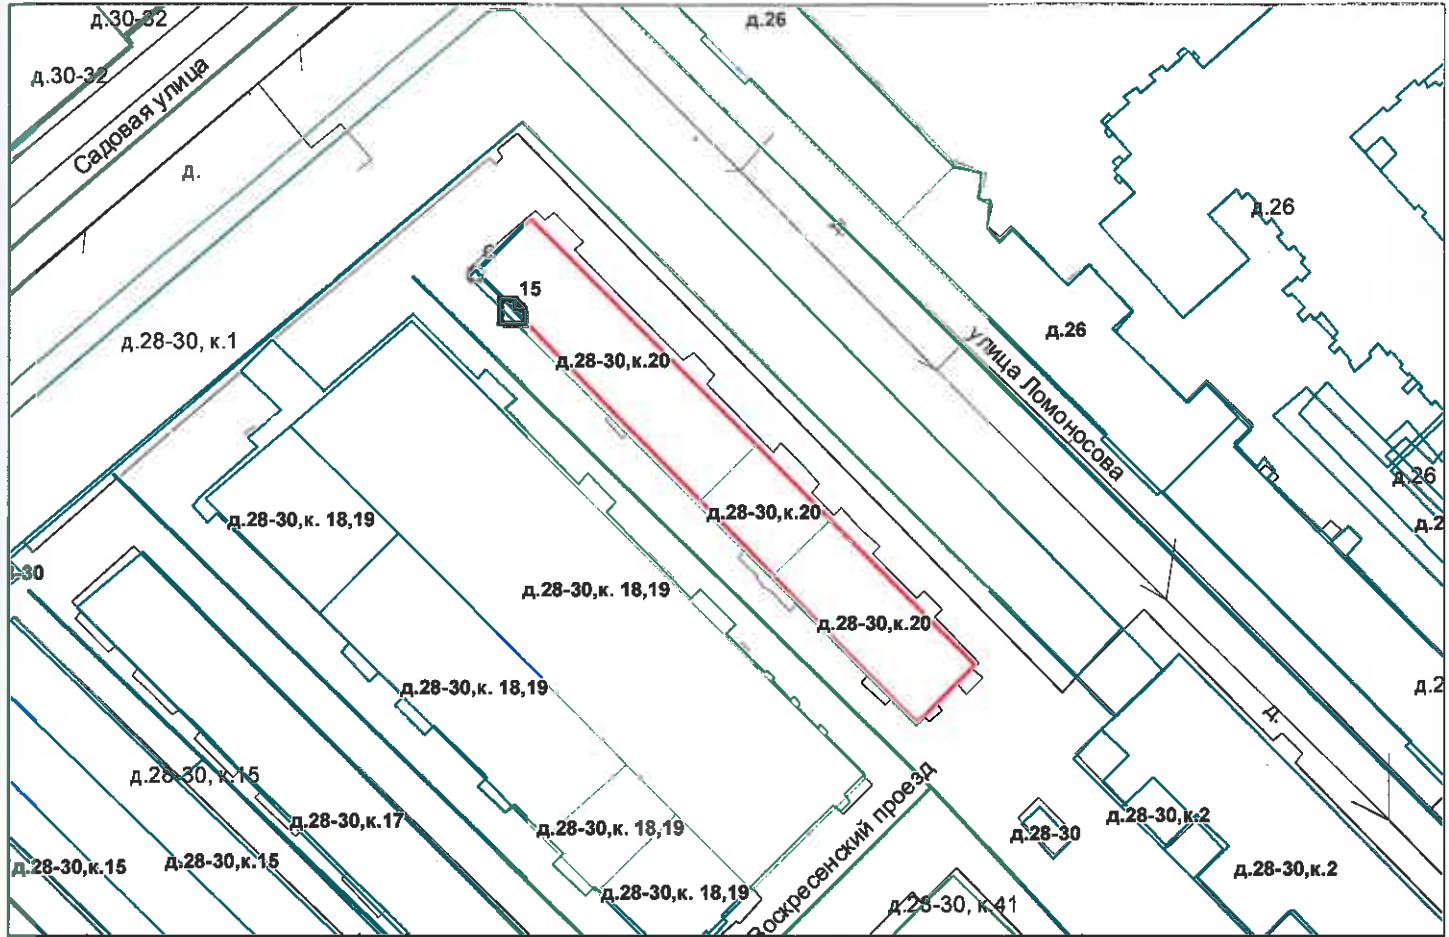 д.30-32
д.26
д.30-32
Садовая улица
д.
д.26
15
д.28-30, к.1
д.28-30,к.20
д.26
улица Ломоносова
д.26
д.28-30,к. 18,19
д.28-30,к.20
д.2
-30
д.28-30,к. 18,19
д.28-30,к.20
д.28-30,к. 18,19
д.2
д.
д.28-30, к.15
д.28-30,к.17
д.28-30,к. 18,19
Воскресенский проезд
д.28-30
д.28-30,к.2
д.28-30,к.15
д.28-30,к.15
д.28-30,к.2
д.28-30,к. 18,19
д.28-30, к.41